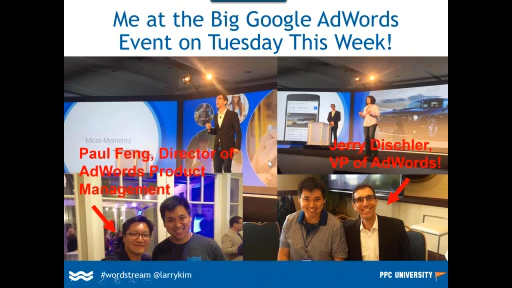 Me at the Big Google AdWords
Event on Tuesday This Week!
Micro-Moments
Paul Feng, Director of
AdWords Product
Management
Jerry Dischler,
VP of AdWords!
#wordstream @larrykim
PPC UNIVERSITY